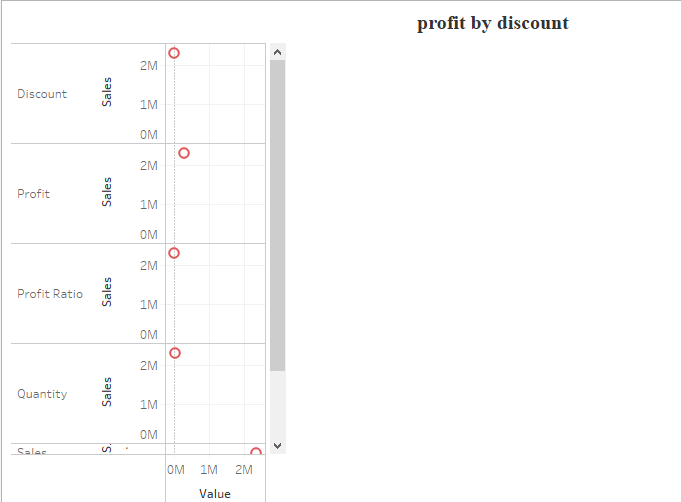 profit by discount
Discount
Sales
2M
1M
0M
Profit
Sales
2M
1M
0M
Profit Ratio
Sales
2M
1M
0M
Quantity
Sales
2M
1M
0M
Sales
0M 1M 2M
Value